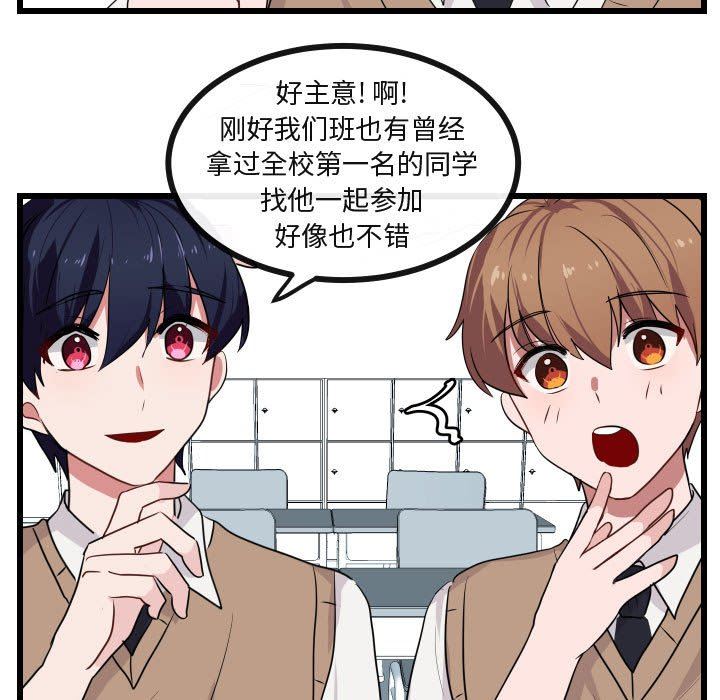 好主意! 啊!
刚好我们班也有曾经
拿过全校第一名的同学
找他一起参加
好像也不错